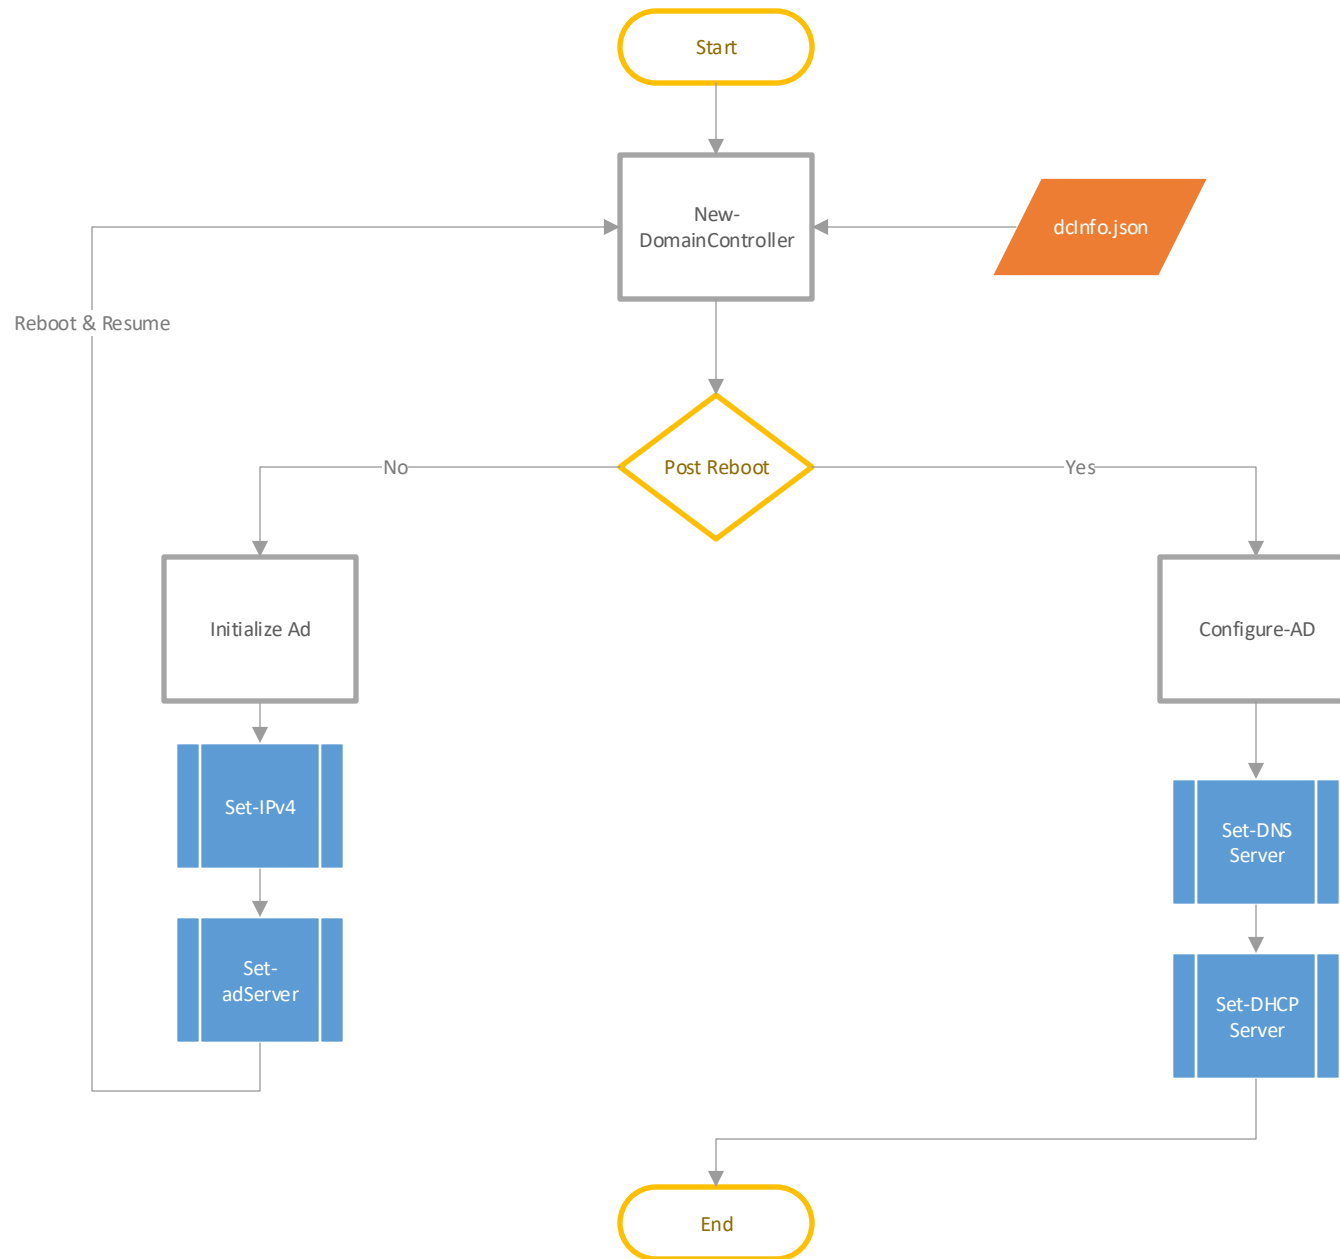 Start
New-
DomainController
dcInfo.json
Reboot & Resume
Post Reboot
No
Yes
Initialize Ad
Configure-AD
Set-IPv4
Set-DNS
Server
Set-
adServer
Set-DHCP
Server
End